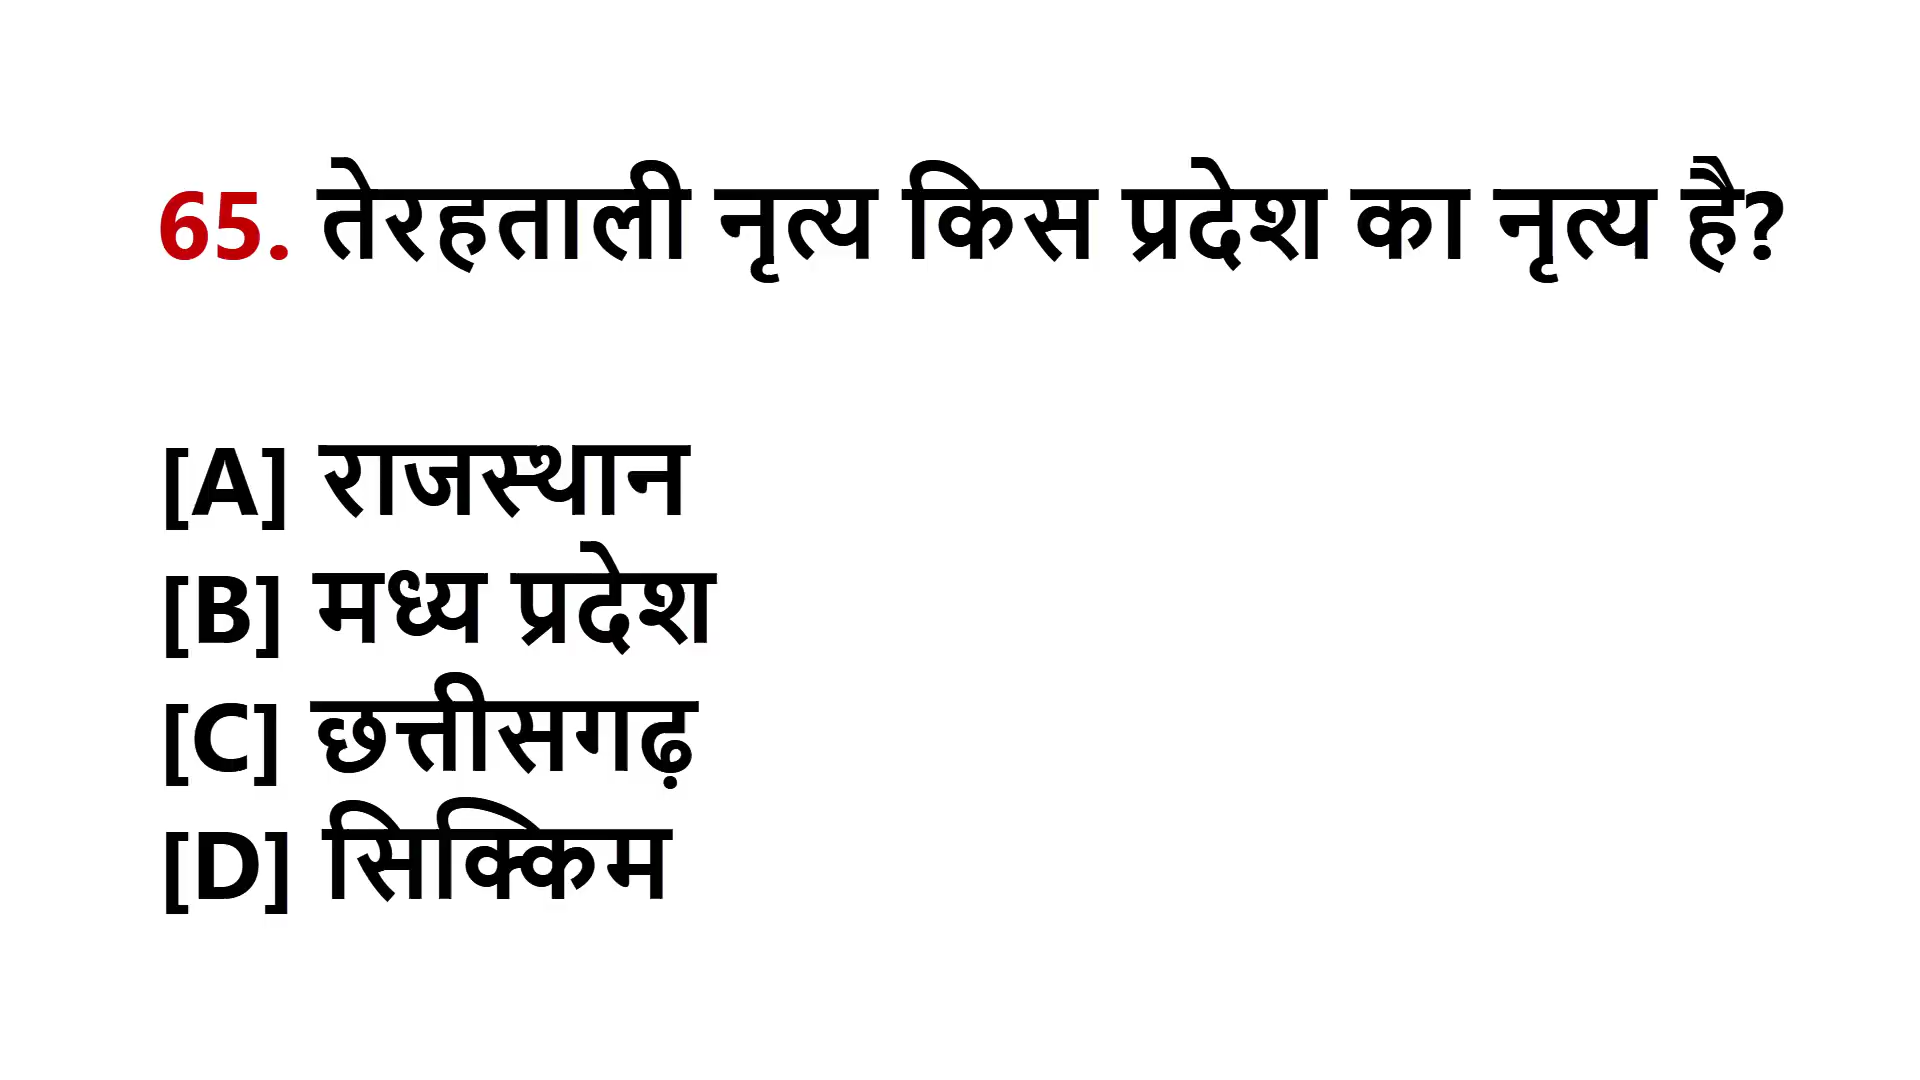 65. तेरहताली नृत्य किस प्रदेश का नृत्य है?
[A] राजस्थान
[B] मध्य प्रदेश
[C] छत्तीसगढ़
[D] सिक्किम